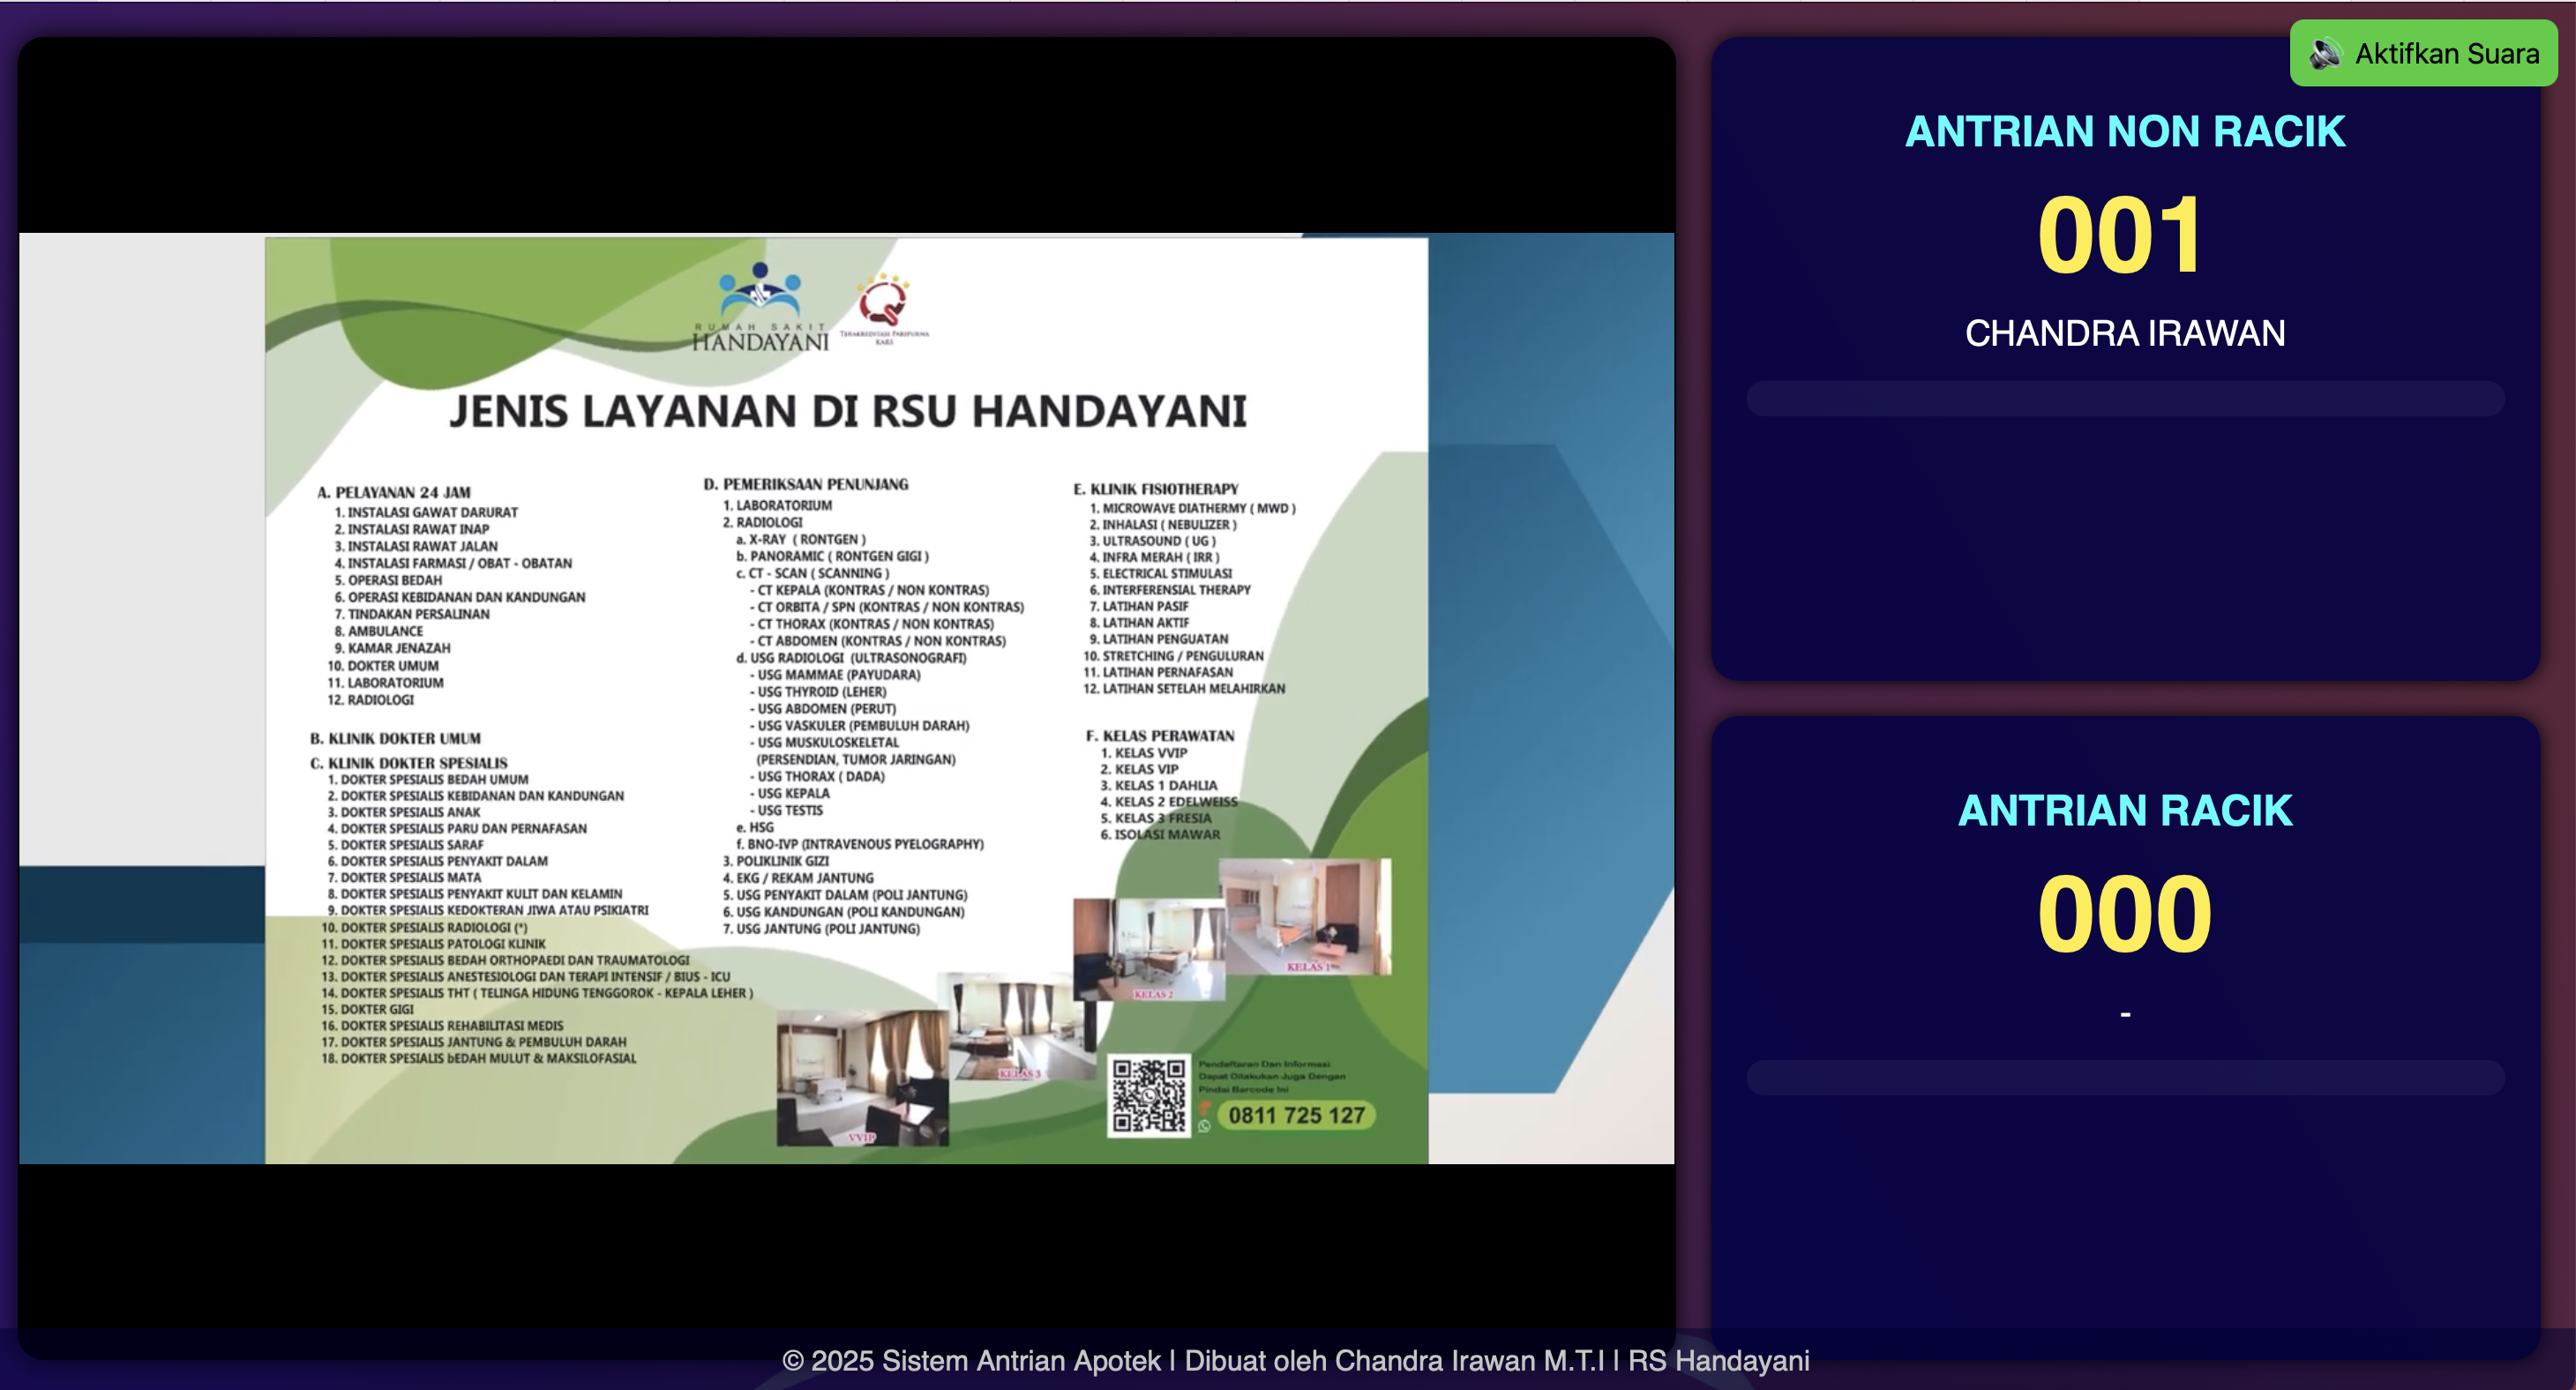 Aktifkan Suara
RUMAH SAKIT
HANDAYANI
TERAKREDITASI PARIPURNA
KARS
JENIS LAYANAN DI RSU HANDAYANI
A. PELAYANAN 24 JAM
1. INSTALASI GAWAT DARURAT
2. INSTALASI RAWAT INAP
3. INSTALASI RAWAT JALAN
4. INSTALASI FARMASI / OBAT - OBATAN
5. OPERASI BEDAH
6. OPERASI KEBIDANAN DAN KANDUNGAN
7. TINDAKAN PERSALINAN
8. AMBULANCE
9. KAMAR JENAZAH
10. DOKTER UMUM
11. LABORATORIUM
12. RADIOLOGI
B. KLINIK DOKTER UMUM
C. KLINIK DOKTER SPESIALIS
1. DOKTER SPESIALIS BEDAH UMUM
2. DOKTER SPESIALIS KEBIDANAN DAN KANDUNGAN
3. DOKTER SPESIALIS ANAK
4. DOKTER SPESIALIS PARU DAN PERNAFASAN
5. DOKTER SPESIALIS SARAF
6. DOKTER SPESIALIS PENYAKIT DALAM
7. DOKTER SPESIALIS MATA
8. DOKTER SPESIALIS PENYAKIT KULIT DAN KELAMIN
9. DOKTER SPESIALIS KEDOKTERAN JIWA ATAU PSIKIATRI
10. DOKTER SPESIALIS RADIOLOGI (*)
11. DOKTER SPESIALIS PATOLOGI KLINIK
12. DOKTER SPESIALIS BEDAH ORTHOPAEDI DAN TRAUMATOLOGI
13. DOKTER SPESIALIS ANESTESIOLOGI DAN TERAPI INTENSIF / BIUS - ICU
14. DOKTER SPESIALIS THT ( TELINGA HIDUNG TENGGOROK - KEPALA LEHER )
15. DOKTER GIGI
16. DOKTER SPESIALIS REHABILITASI MEDIS
17. DOKTER SPESIALIS JANTUNG & PEMBULUH DARAH
18. DOKTER SPESIALIS bEDAH MULUT & MAKSILOFASIAL
D. PEMERIKSAAN PENUNJANG
1. LABORATORIUM
2. RADIOLOGI
a. X-RAY ( RONTGEN )
b. PANORAMIC ( RONTGEN GIGI )
c. CT - SCAN ( SCANNING )
- CT KEPALA (KONTRAS / NON KONTRAS)
- CT ORBITA / SPN (KONTRAS / NON KONTRAS)
- CT THORAX (KONTRAS / NON KONTRAS)
- CT ABDOMEN (KONTRAS / NON KONTRAS)
d. USG RADIOLOGI (ULTRASONOGRAFI)
- USG MAMMAE (PAYUDARA)
- USG THYROID (LEHER)
- USG ABDOMEN (PERUT)
- USG VASKULER (PEMBULUH DARAH)
- USG MUSKULOSKELETAL
(PERSENDIAN, TUMOR JARINGAN)
- USG THORAX ( DADA)
- USG KEPALA
- USG TESTIS
e. HSG
f. BNO-IVP (INTRAVENOUS PYELOGRAPHY)
3. POLIKLINIK GIZI
4. EKG / REKAM JANTUNG
5. USG PENYAKIT DALAM (POLI JANTUNG)
6. USG KANDUNGAN (POLI KANDUNGAN)
7. USG JANTUNG (POLI JANTUNG)
E. KLINIK FISIOTHERAPY
1. MICROWAVE DIATHERMY ( MWD )
2. INHALASI ( NEBULIZER )
3. ULTRASOUND ( UG )
4. INFRA MERAH ( IRR )
5. ELECTRICAL STIMULASI
6. INTERFERENSIAL THERAPY
7. LATIHAN PASIF
8. LATIHAN AKTIF
9. LATIHAN PENGUATAN
10. STRETCHING / PENGULURAN
11. LATIHAN PERNAFASAN
12. LATIHAN SETELAH MELAHIRKAN
F. KELAS PERAWATAN
1. KELAS VVIP
2. KELAS VIP
3. KELAS 1 DAHLIA
4. KELAS 2 EDELWEISS
5. KELAS 3 FRESIA
6. ISOLASI MAWAR
KELAS 1
KELAS 2
KELAS 3
VVIP
Pendaftaran Dan Informasi
Dapat Dilakukan Juga Dengan
Pindai Barcode Ini
0811 725 127
ANTRIAN NON RACIK
001
CHANDRA IRAWAN
ANTRIAN RACIK
000
-
© 2025 Sistem Antrian Apotek | Dibuat oleh Chandra Irawan M.T.I | RS Handayani